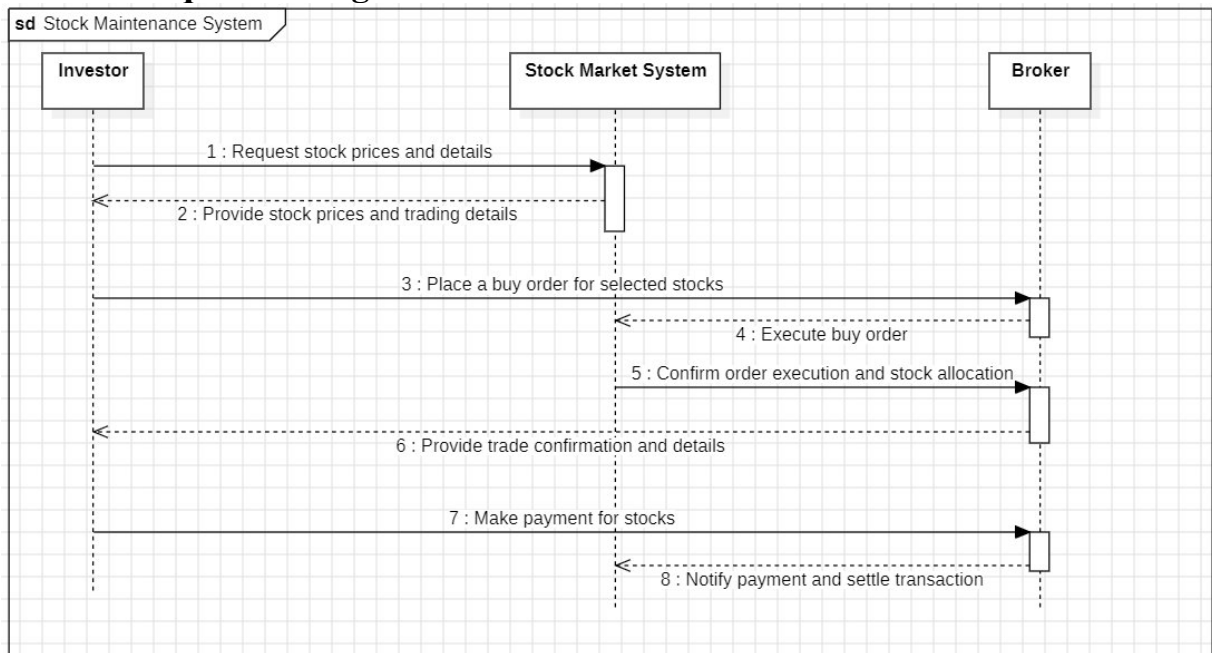 sd Stock Maintenance System
Investor
Stock Market System
Broker
1 : Request stock prices and details
2 : Provide stock prices and trading details
3 : Place a buy order for selected stocks
4 : Execute buy order
5 : Confirm order execution and stock allocation
6 : Provide trade confirmation and details
7 : Make payment for stocks
8 : Notify payment and settle transaction